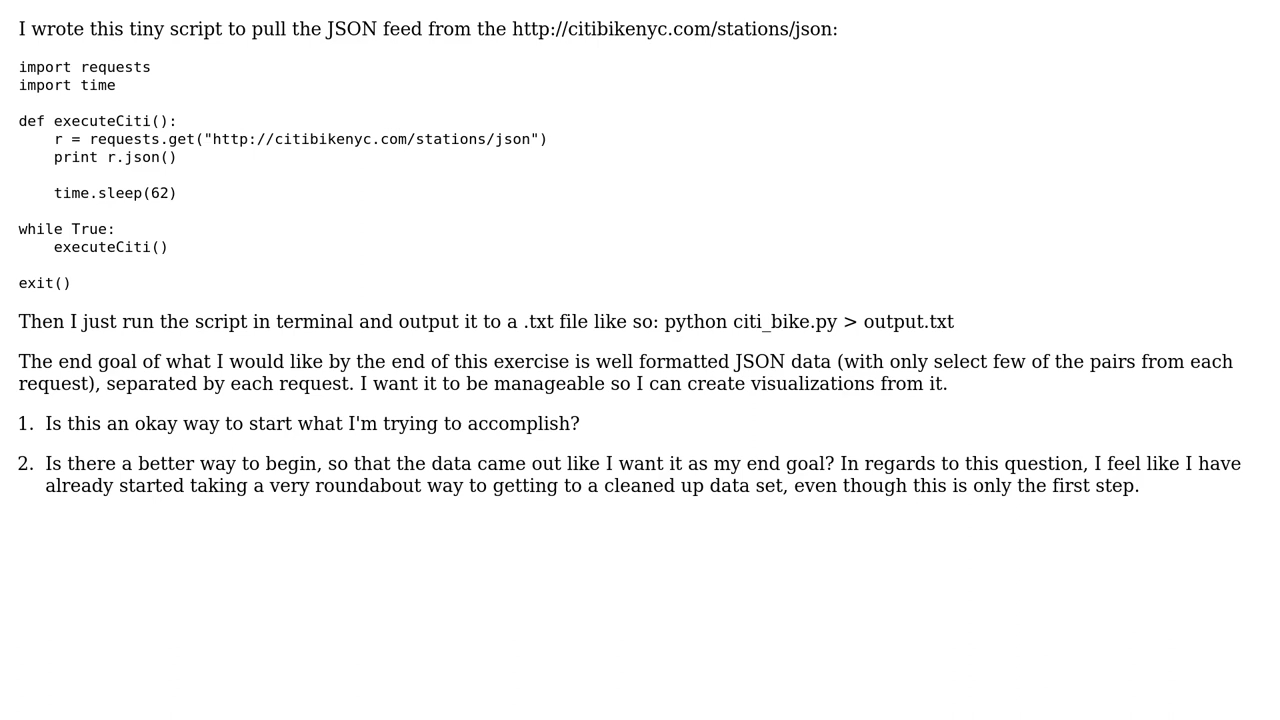 I wrote this tiny script to pull the JSON feed from the http://citibikenyc.com/stations/json:
import requests
import time
def executeCiti():
    r = requests.get("http://citibikenyc.com/stations/json")
    print r.json()
    time.sleep(62)
while True:
    executeCiti()
exit()
Then I just run the script in terminal and output it to a .txt file like so: python citi_bike.py > output.txt
The end goal of what I would like by the end of this exercise is well formatted JSON data (with only select few of the pairs from each
request), separated by each request. I want it to be manageable so I can create visualizations from it.
1. Is this an okay way to start what I'm trying to accomplish?
2. Is there a better way to begin, so that the data came out like I want it as my end goal? In regards to this question, I feel like I have
already started taking a very roundabout way to getting to a cleaned up data set, even though this is only the first step.